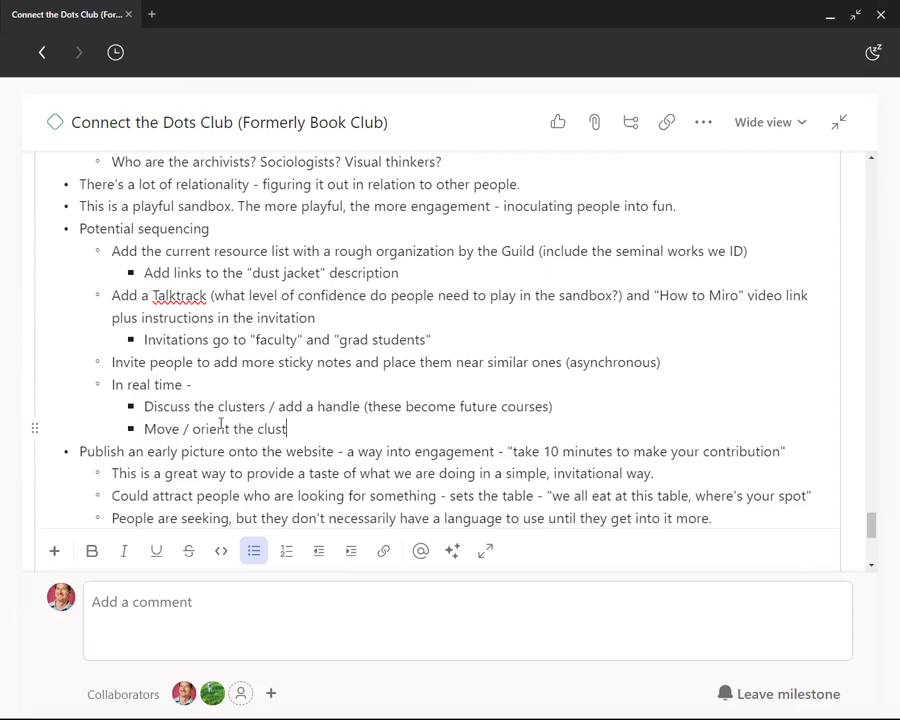 Connect the Dots Club (For...
Connect the Dots Club (Formerly Book Club)
Wide view
Who are the archivists? Sociologists? Visual thinkers?
There's a lot of relationality - figuring it out in relation to other people.
This is a playful sandbox. The more playful, the more engagement - inoculating people into fun.
Potential sequencing
Add the current resource list with a rough organization by the Guild (include the seminal works we ID)
Add links to the "dust jacket" description
Add a Talktrack (what level of confidence do people need to play in the sandbox?) and "How to Miro" video link
plus instructions in the invitation
Invitations go to "faculty" and "grad students"
Invite people to add more sticky notes and place them near similar ones (asynchronous)
In real time -
Discuss the clusters / add a handle (these become future courses)
Move / orient the clust
Publish an early picture onto the website - a way into engagement - "take 10 minutes to make your contribution"
This is a great way to provide a taste of what we are doing in a simple, invitational way.
Could attract people who are looking for something - sets the table - "we all eat at this table, where's your spot"
People are seeking, but they don't necessarily have a language to use until they get into it more.
Add a comment
Collaborators
Leave milestone